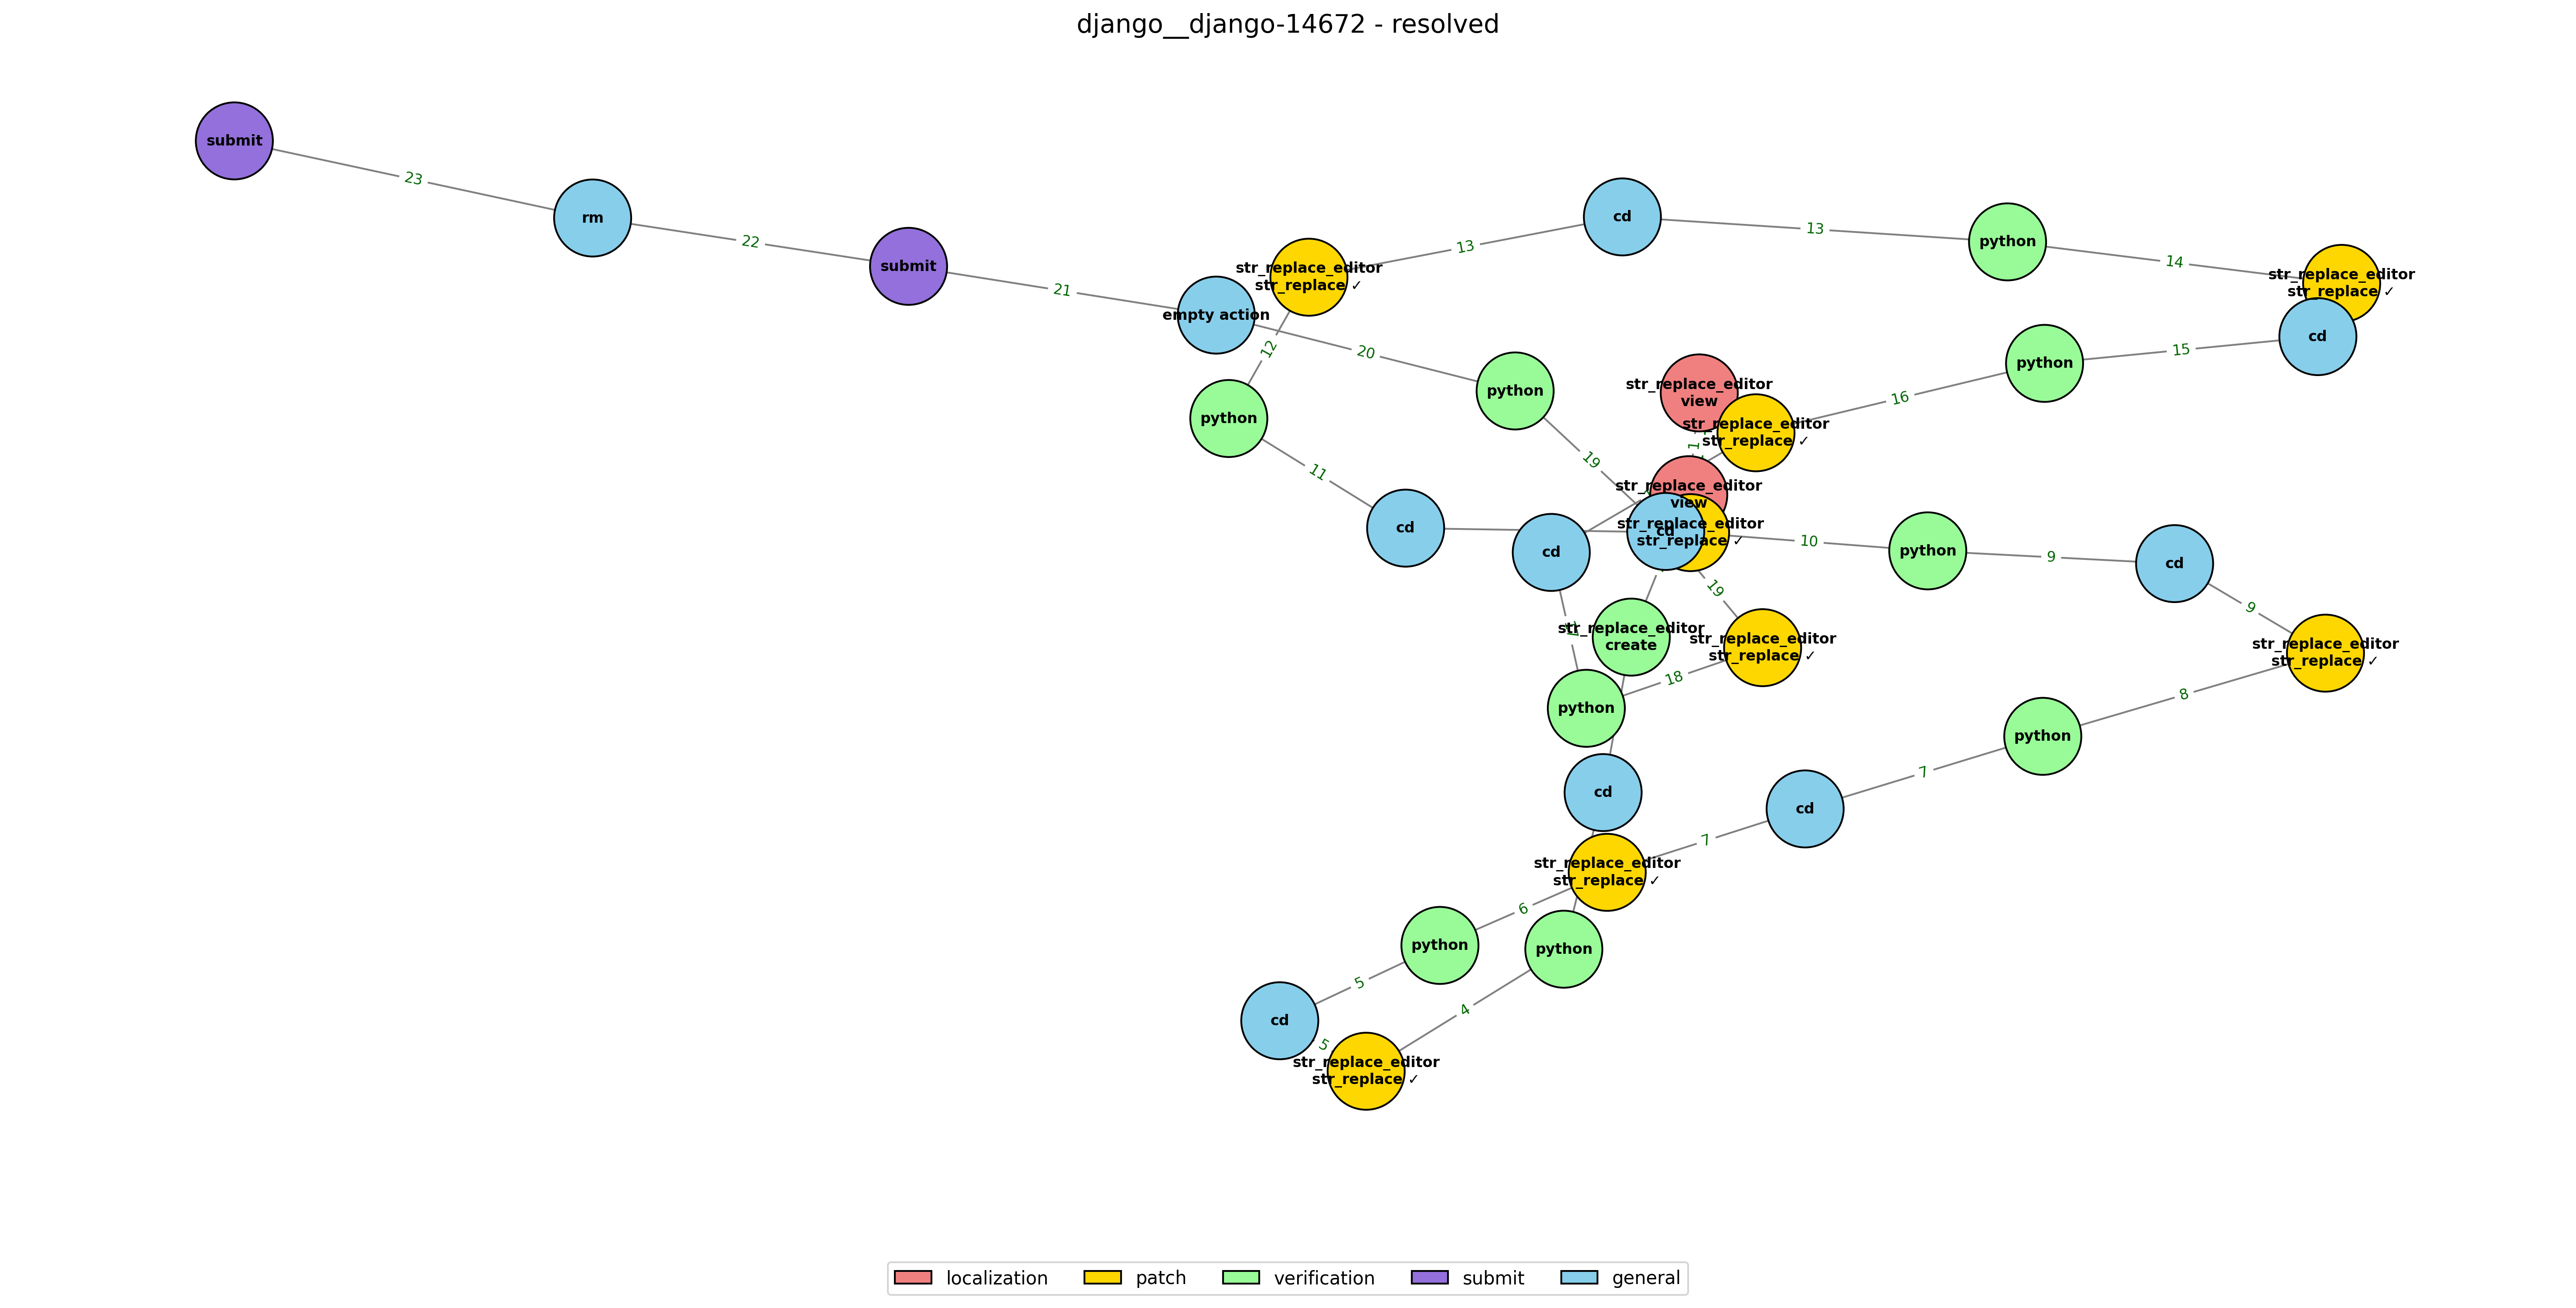 django__django-14672 - resolved
submit
23
rm
22
submit
21
empty action
20
str_replace_editor
str_replace ✓
13
cd
13
python
14
str_replace_editor
str_replace ✓
cd
15
python
16
12
python
11
cd
python
19
str_replace_editor
view
1
str_replace_editor
str_replace ✓
str_replace_editor
view
cd
cd
str_replace_editor
str_replace ✓
10
python
9
cd
9
str_replace_editor
str_replace ✓
19
str_replace_editor
create
str_replace_editor
str_replace ✓
18
python
8
python
7
cd
7
cd
str_replace_editor
str_replace ✓
6
python
python
5
4
cd
5
str_replace_editor
str_replace ✓
localization
patch
verification
submit
general